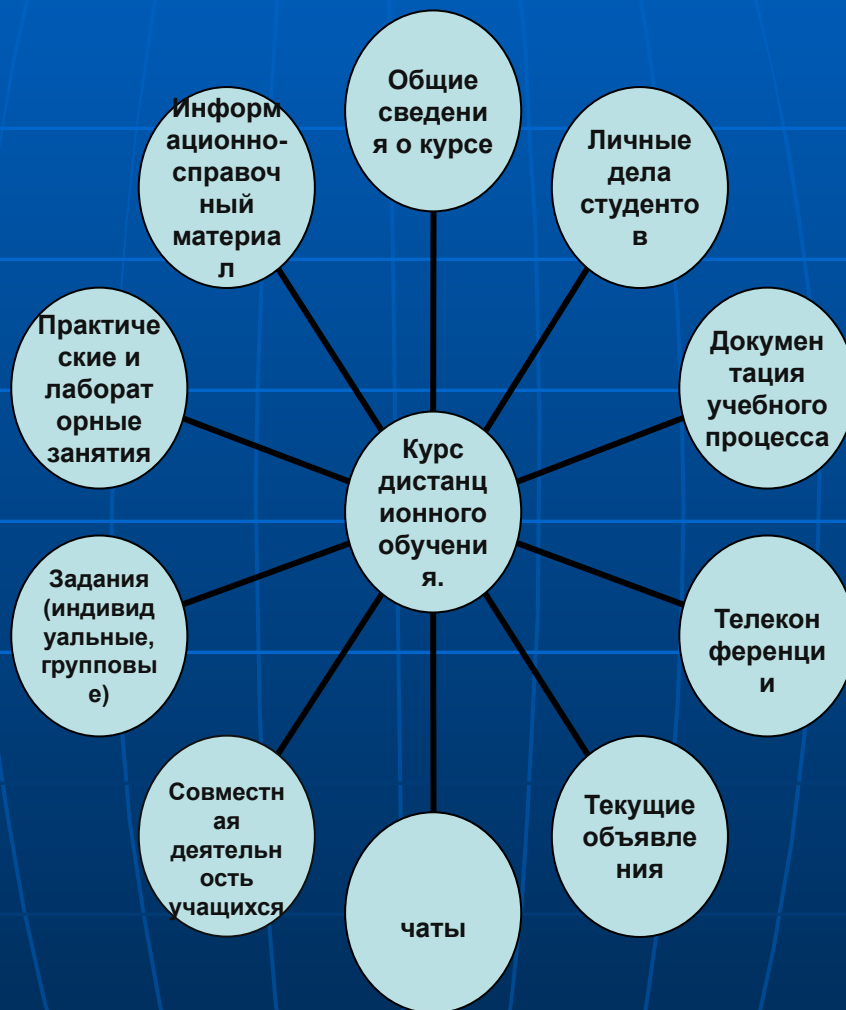 Общие
сведени
я о курсе
Личные
дела
студенто
в
Докумен
тация
учебного
процесса
Телекон
ференци
и
Текущие
объявле
ния
чаты
Совместн
ая
деятельн
ость
учащихся
Задания
(индивид
уальные,
групповы
е)
Практиче
ские и
лаборат
орные
занятия
Информ
ационно-
справоч
ный
материа
л
Курс
дистанц
ионного
обучени
я.